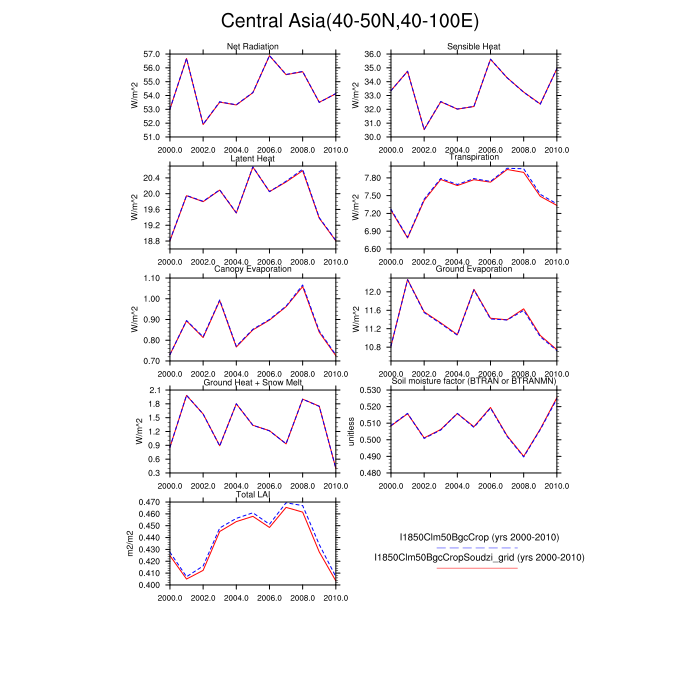 Central Asia(40-50N,40-100E)
Net Radiation
Sensible Heat
57.0
56.0
55.0
54.0
53.0
52.0
51.0
W/m^2
2000.0 2002.0 2004.0 2006.0 2008.0 2010.0
36.0
35.0
34.0
33.0
32.0
31.0
30.0
W/m^2
2000.0 2002.0 2004.0 2006.0 2008.0 2010.0
Latent Heat
Transpiration
20.4
20.0
19.6
19.2
18.8
W/m^2
2000.0 2002.0 2004.0 2006.0 2008.0 2010.0
7.80
7.50
7.20
6.90
6.60
W/m^2
2000.0 2002.0 2004.0 2006.0 2008.0 2010.0
Canopy Evaporation
Ground Evaporation
1.10
1.00
0.90
0.80
0.70
W/m^2
2000.0 2002.0 2004.0 2006.0 2008.0 2010.0
12.0
11.6
11.2
10.8
W/m^2
2000.0 2002.0 2004.0 2006.0 2008.0 2010.0
Ground Heat + Snow Melt
Soil moisture factor (BTRAN or BTRANMN)
2.1
1.8
1.5
1.2
0.9
0.6
0.3
W/m^2
2000.0 2002.0 2004.0 2006.0 2008.0 2010.0
0.530
0.520
0.510
0.500
0.490
0.480
unitless
2000.0 2002.0 2004.0 2006.0 2008.0 2010.0
Total LAI
0.470
0.460
0.450
0.440
0.430
0.420
0.410
0.400
m2/m2
2000.0 2002.0 2004.0 2006.0 2008.0 2010.0
I1850Clm50BgcCrop (yrs 2000-2010)
I1850Clm50BgcCropSoudzi_grid (yrs 2000-2010)